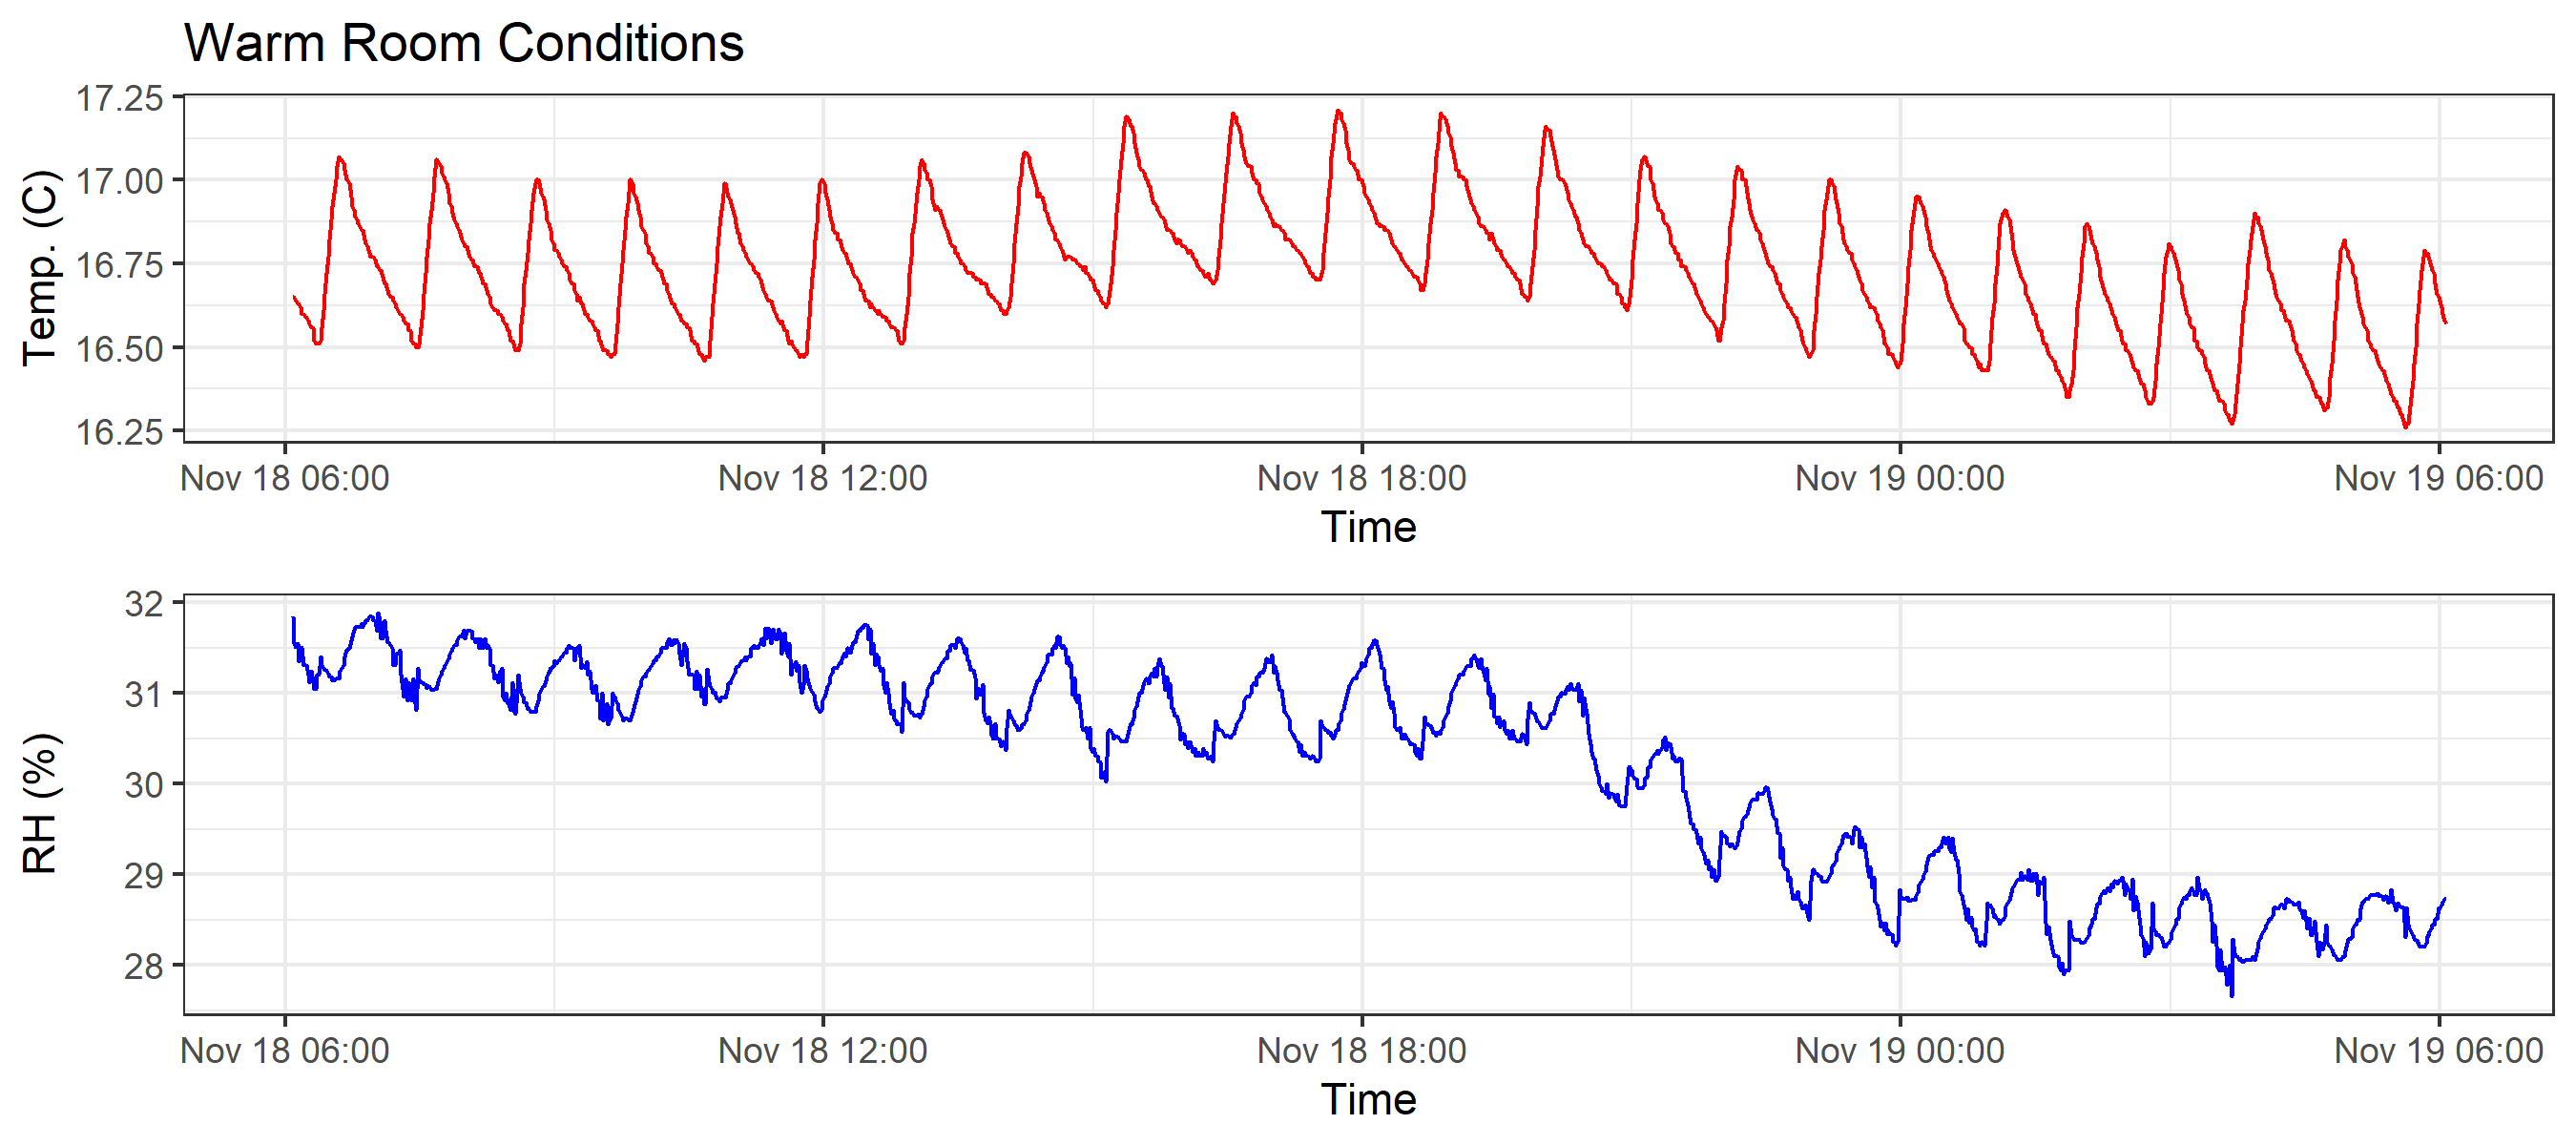 Warm Room Conditions
17.25
17.00
16.75
16.50
16.25
Temp. (C)
Nov 18 06:00 Nov 18 12:00 Nov 18 18:00 Nov 19 00:00 Nov 19 06:00
Time
32
31
30
29
28
RH (%)
Nov 18 06:00 Nov 18 12:00 Nov 18 18:00 Nov 19 00:00 Nov 19 06:00
Time